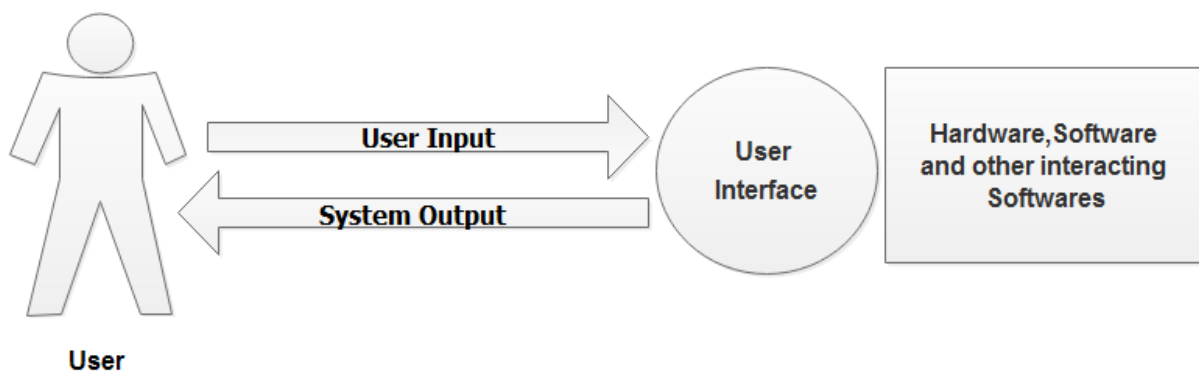 User Input
System Output
User
Interface
Hardware,Software
and other interacting
Softwares
User